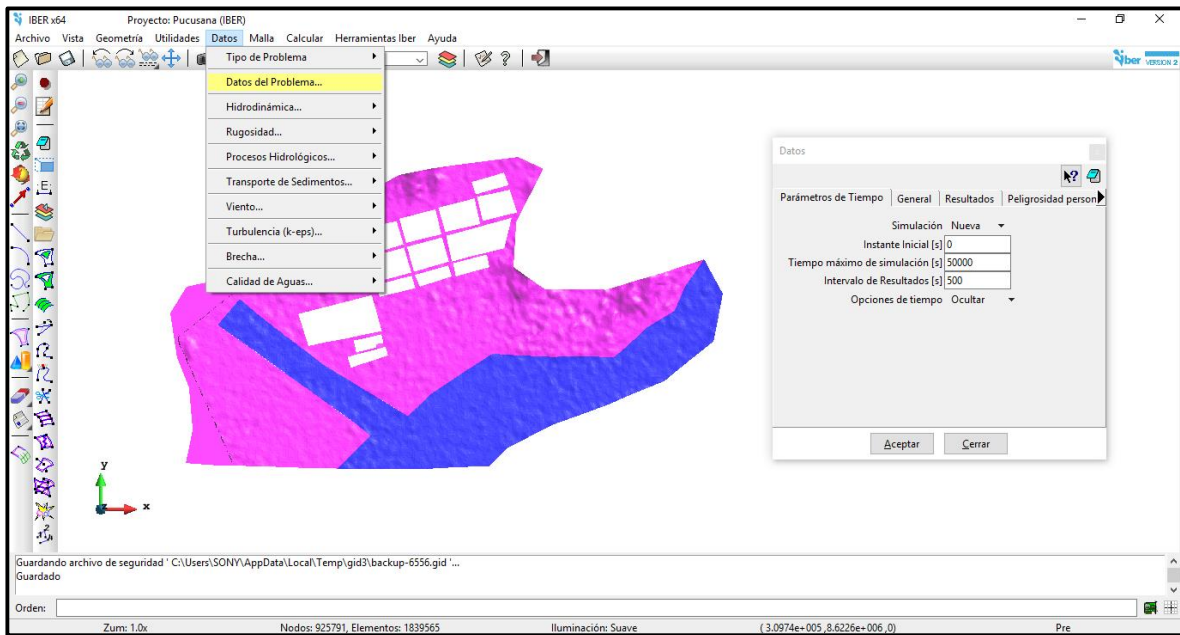 IBER x64 Proyecto: Pucusana (IBER)
Archivo Vista Geometría Utilidades Datos Malla Calcular Herramientas Iber Ayuda
Iber VERSION 2
Tipo de Problema
Datos del Problema...
Hidrodinámica...
Rugosidad...
Procesos Hidrológicos...
Transporte de Sedimentos...
Viento...
Turbulencia (k-eps)...
Brecha...
Calidad de Aguas...
Datos
Parámetros de Tiempo General Resultados Peligrosidad person
Simulación Nueva
Instante Inicial [s] 0
Tiempo máximo de simulación [s] 50000
Intervalo de Resultados [s] 500
Opciones de tiempo Ocultar
Aceptar Cerrar
y
x
Guardando archivo de seguridad ' C:\Users\SONY\AppData\Local\Temp\gid3\backup-6556.gid '...
Guardado
Orden:
Zum: 1.0x Nodos: 925791, Elementos: 1839565 Iluminación: Suave ( 3.0974e+005 ,8.6226e+006 ,0) Pre